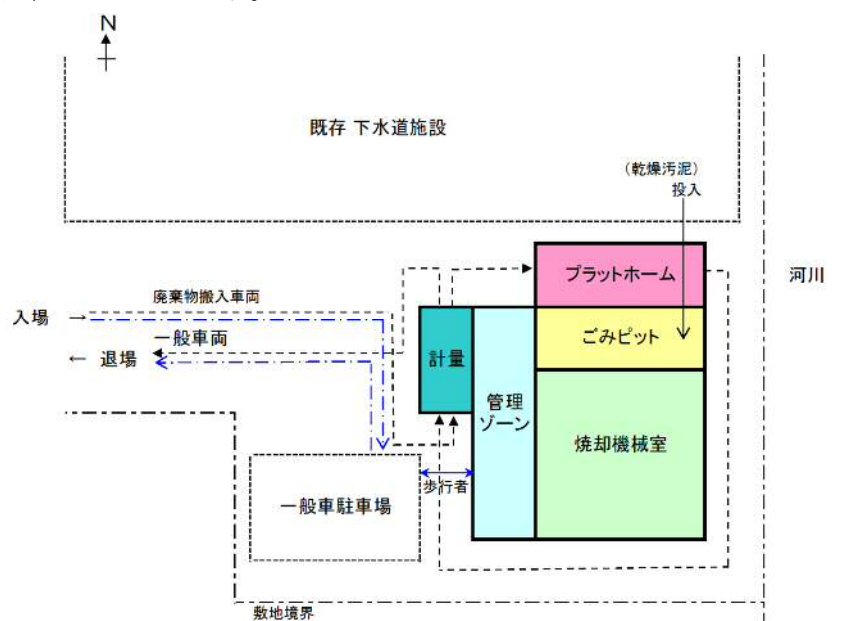 N
既存 下水道施設
（乾燥汚泥）
投入
プラットホーム
河川
廃棄物搬入車両
入場 →
一般車両
← 退場
計量
ごみピット
管理
ゾーン
焼却機械室
歩行者
一般車駐車場
敷地境界